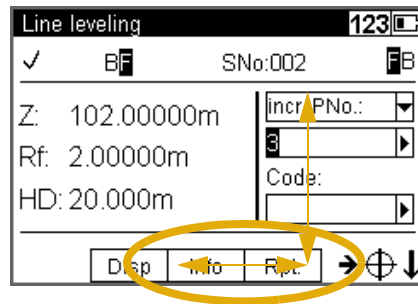 Line leveling 123
BF SNo:002 FB
Z: 102.00000m
Rf: 2.00000m
HD: 20.000m
incr.PNo.:
3
Code:
Disp Info Rpt.